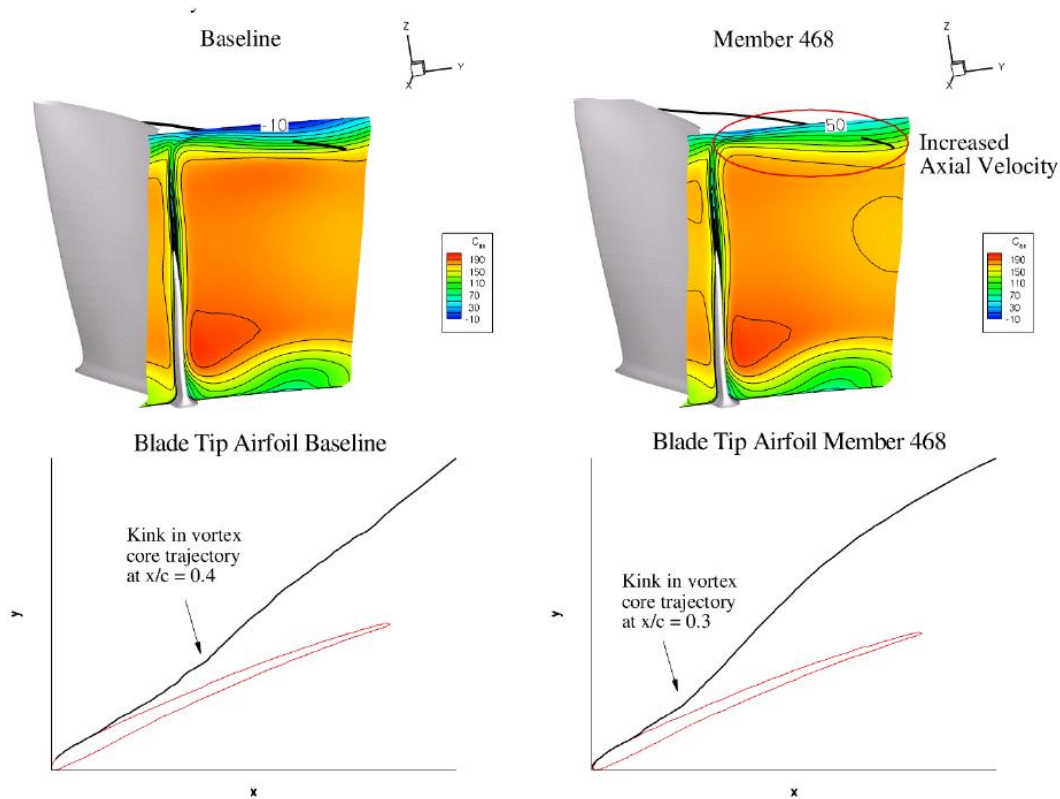 Baseline
Member 468
Z
Y
X
Z
Y
X
-10
50
Increased
Axial Velocity
Cax
190
150
110
70
30
-10
Cax
190
150
110
70
30
-10
Blade Tip Airfoil Baseline
Blade Tip Airfoil Member 468
Kink in vortex
core trajectory
at x/c = 0.4
Kink in vortex
core trajectory
at x/c = 0.3
y
y
x
x